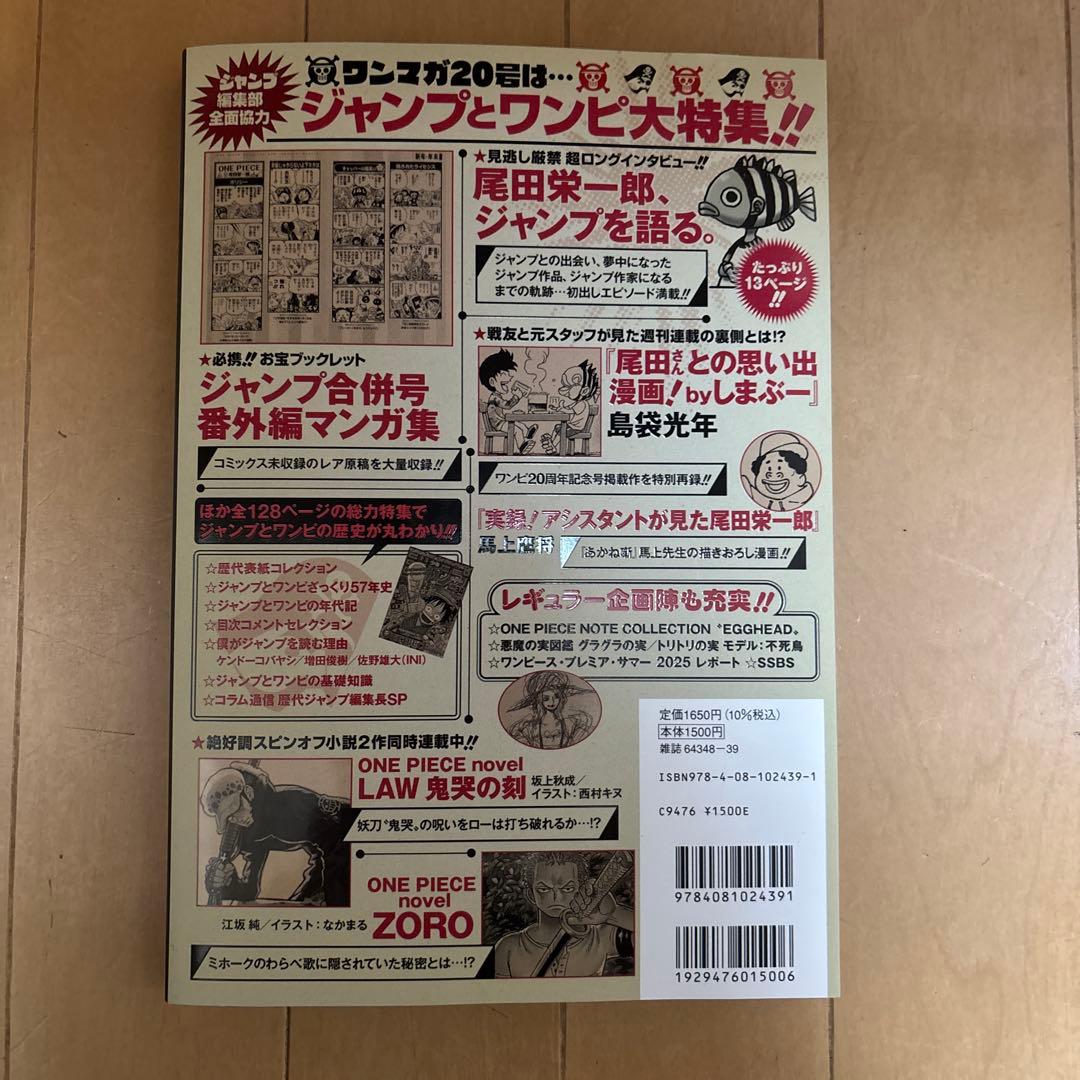 ジャンプ
編集部
全面協力
ワンマガ20号は…
ジャンプとワンピ大特集!!
ONE PIECE
★必携!! お宝ブックレット
ジャンプ合併号
番外編マンガ集
コミックス未収録のレア原稿を大量収録!!
★見逃し厳禁 超ロングインタビュー!!
尾田栄一郎、
ジャンプを語る。
ジャンプとの出会い、夢中になった
ジャンプ作品、ジャンプ作家になる
までの軌跡…初出しエピソード満載!!
たっぷり
13ページ
!!
★戦友と元スタッフが見た週刊連載の裏側とは!?
『尾田さんとの思い出
漫画!byしまぶー』
島袋光年
ワンピ20周年記念号掲載作を特別再録!!
『実録!アシスタントが見た尾田栄一郎』
馬上鷹将
『あかね噺』馬上先生の描きおろし漫画!!
ほか全128ページの総力特集で
ジャンプとワンピの歴史が丸わかり!!
☆歴代表紙コレクション
☆ジャンプとワンピざっくり57年史
☆ジャンプとワンピの年代記
☆目次コメントセレクション
☆僕がジャンプを読む理由
ケンドーコバヤシ/増田俊樹/佐野雄大(INI)
☆ジャンプとワンピの基礎知識
☆コラム通信 歴代ジャンプ編集長SP
レギュラー企画陣も充実!!
☆ONE PIECE NOTE COLLECTION〝EGGHEAD〟
☆悪魔の実図鑑 グラグラの実/トリトリの実 モデル:不死鳥
☆ワンピース・プレミア・サマー 2025 レポート ☆SSBS
★絶好調スピンオフ小説2作同時連載中!!
ONE PIECE novel
LAW 鬼哭の刻
坂上秋成/
イラスト:西村キヌ
妖刀〝鬼哭〟の呪いをローは打ち破れるか…!?
ONE PIECE
novel
ZORO
江坂 純/イラスト:なかまる
ミホークのわらべ歌に隠されていた秘密とは…!?
定価1650円(10%税込)
本体1500円
雑誌 64348-39
ISBN978-4-08-102439-1
C9476 ¥1500E
9784081024391
1929476015006